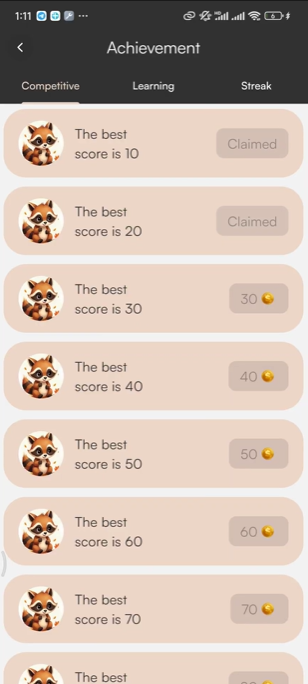 1:11
Achievement
Competitive Learning Streak
The best
score is 10
Claimed
The best
score is 20
Claimed
The best
score is 30
30
The best
score is 40
40
The best
score is 50
50
The best
score is 60
60
The best
score is 70
70
The best